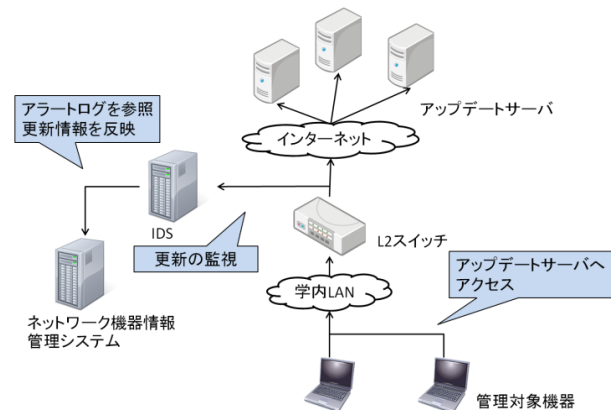 アップデートサーバ
インターネット
アラートログを参照
更新情報を反映
IDS
更新の監視
L2スイッチ
学内LAN
アップデートサーバへ
アクセス
ネットワーク機器情報
管理システム
管理対象機器